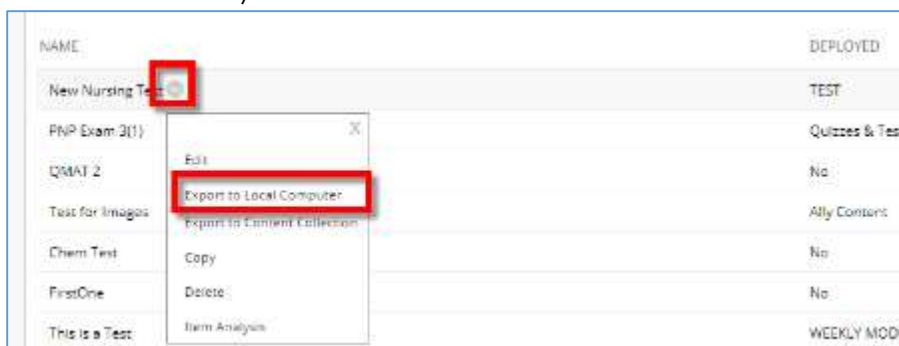 NAME DEPLOYED
New Nursing Test TEST
PNP Exam 3(1) X Quizzes & Tes
Edit
QMAT 2 No
Export to Local Computer
Test for Images Ally Content
Export to Content Collection
Chem Test Copy No
FirstOne Delete No
This is a Test Item Analysis WEEKLY MOD